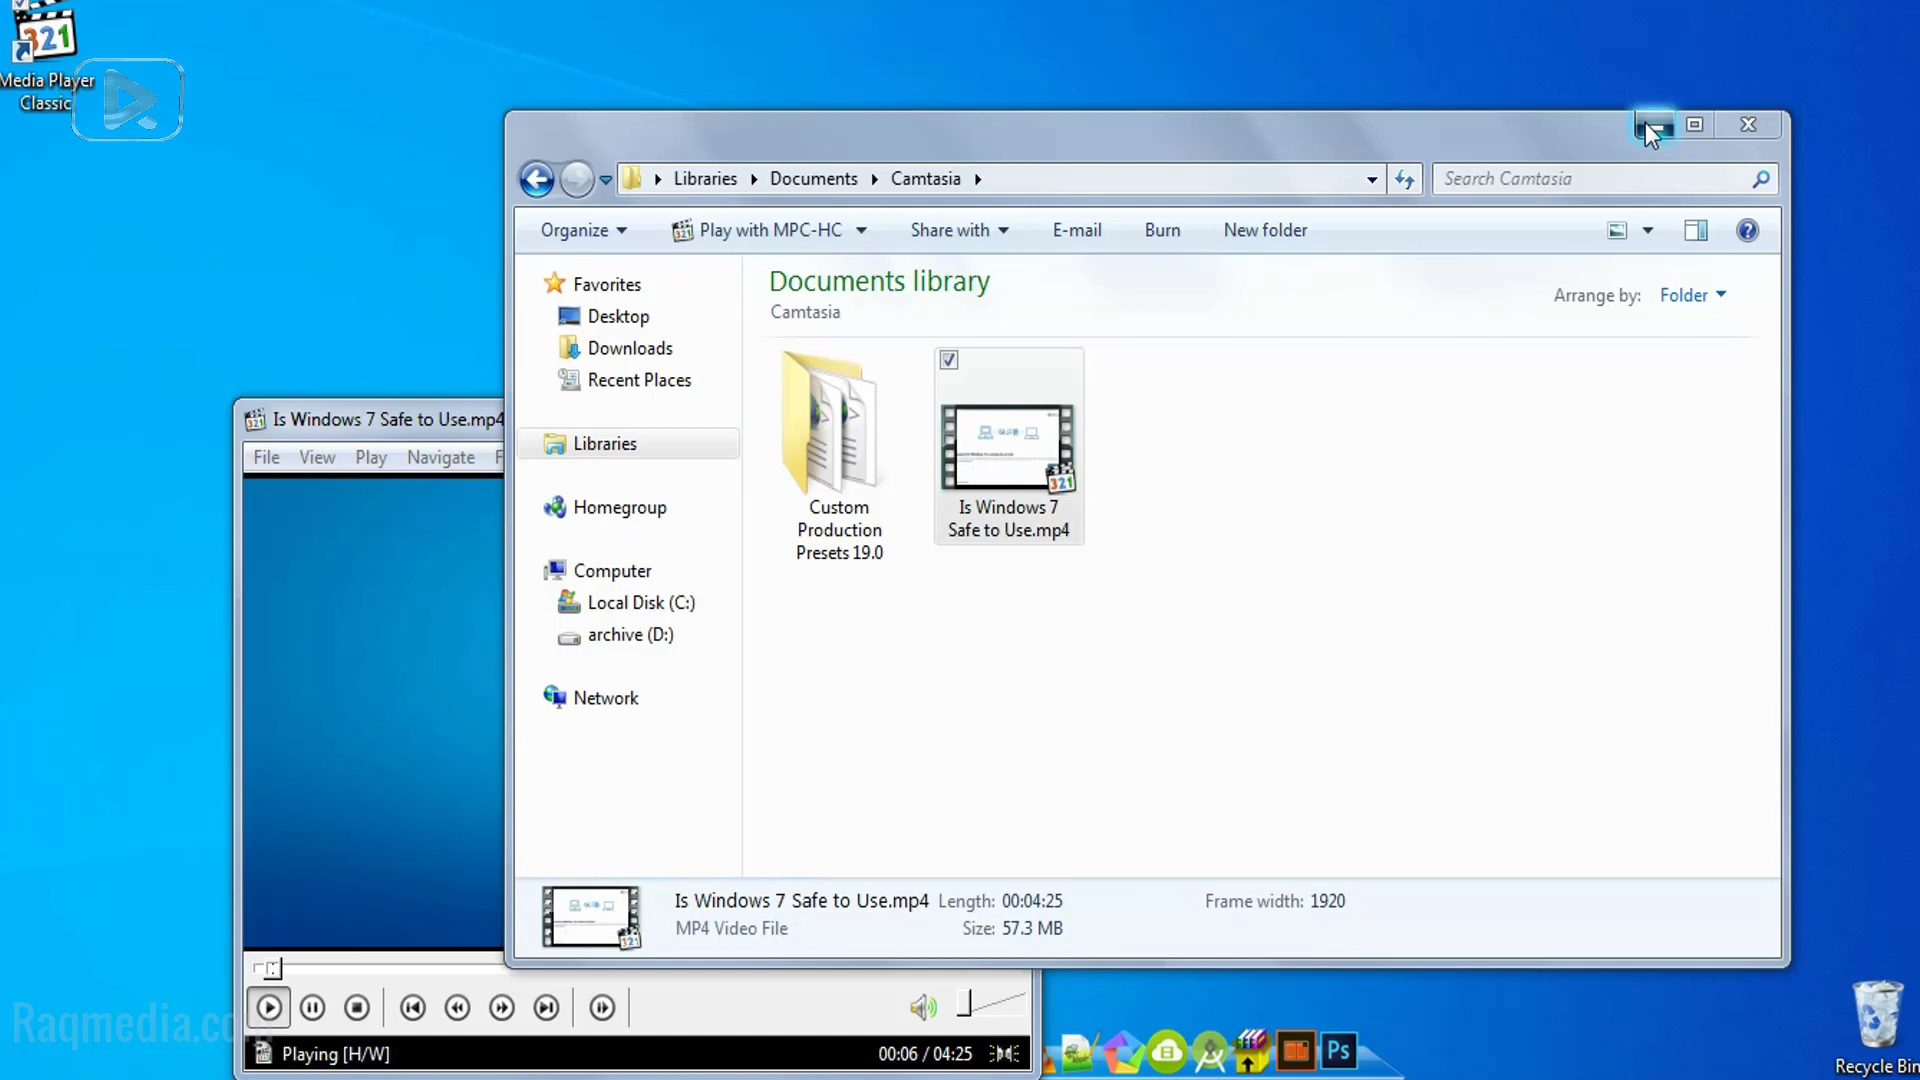 321
Media Player
Classic
Libraries
Documents
Camtasia
Search Camtasia
Organize
Play with MPC-HC
Share with
E-mail
Burn
New folder
Favorites
Desktop
Downloads
Recent Places
Libraries
Homegroup
Computer
Local Disk (C:)
archive (D:)
Network
Documents library
Camtasia
Arrange by: Folder
321
Custom
Production
Presets 19.0
Is Windows 7
Safe to Use.mp4
Is Windows 7 Safe to Use.mp4 Length: 00:04:25 Frame width: 1920
MP4 Video File Size: 57.3 MB
321
Is Windows 7 Safe to Use.mp4
File View Play Navigate F
Playing [H/W]
00:06 / 04:25
Raqmedia.com
Ps
Recycle Bin